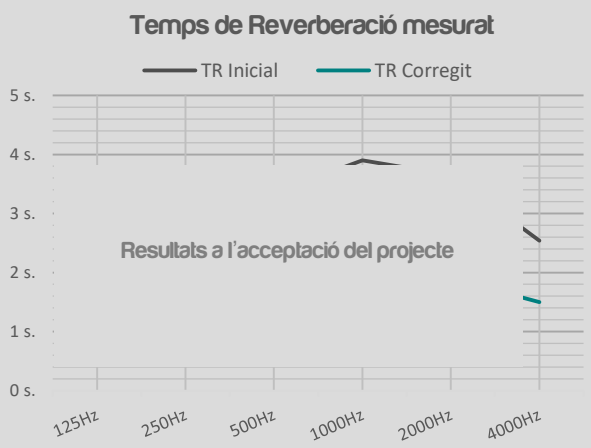 Temps de Reverberació mesurat
TR Inicial TR Corregit
5 s.
4 s.
3 s.
Resultats a l'acceptació del projecte
2 s.
1 s.
0 s.
125Hz 250Hz 500Hz 1000Hz 2000Hz 4000Hz